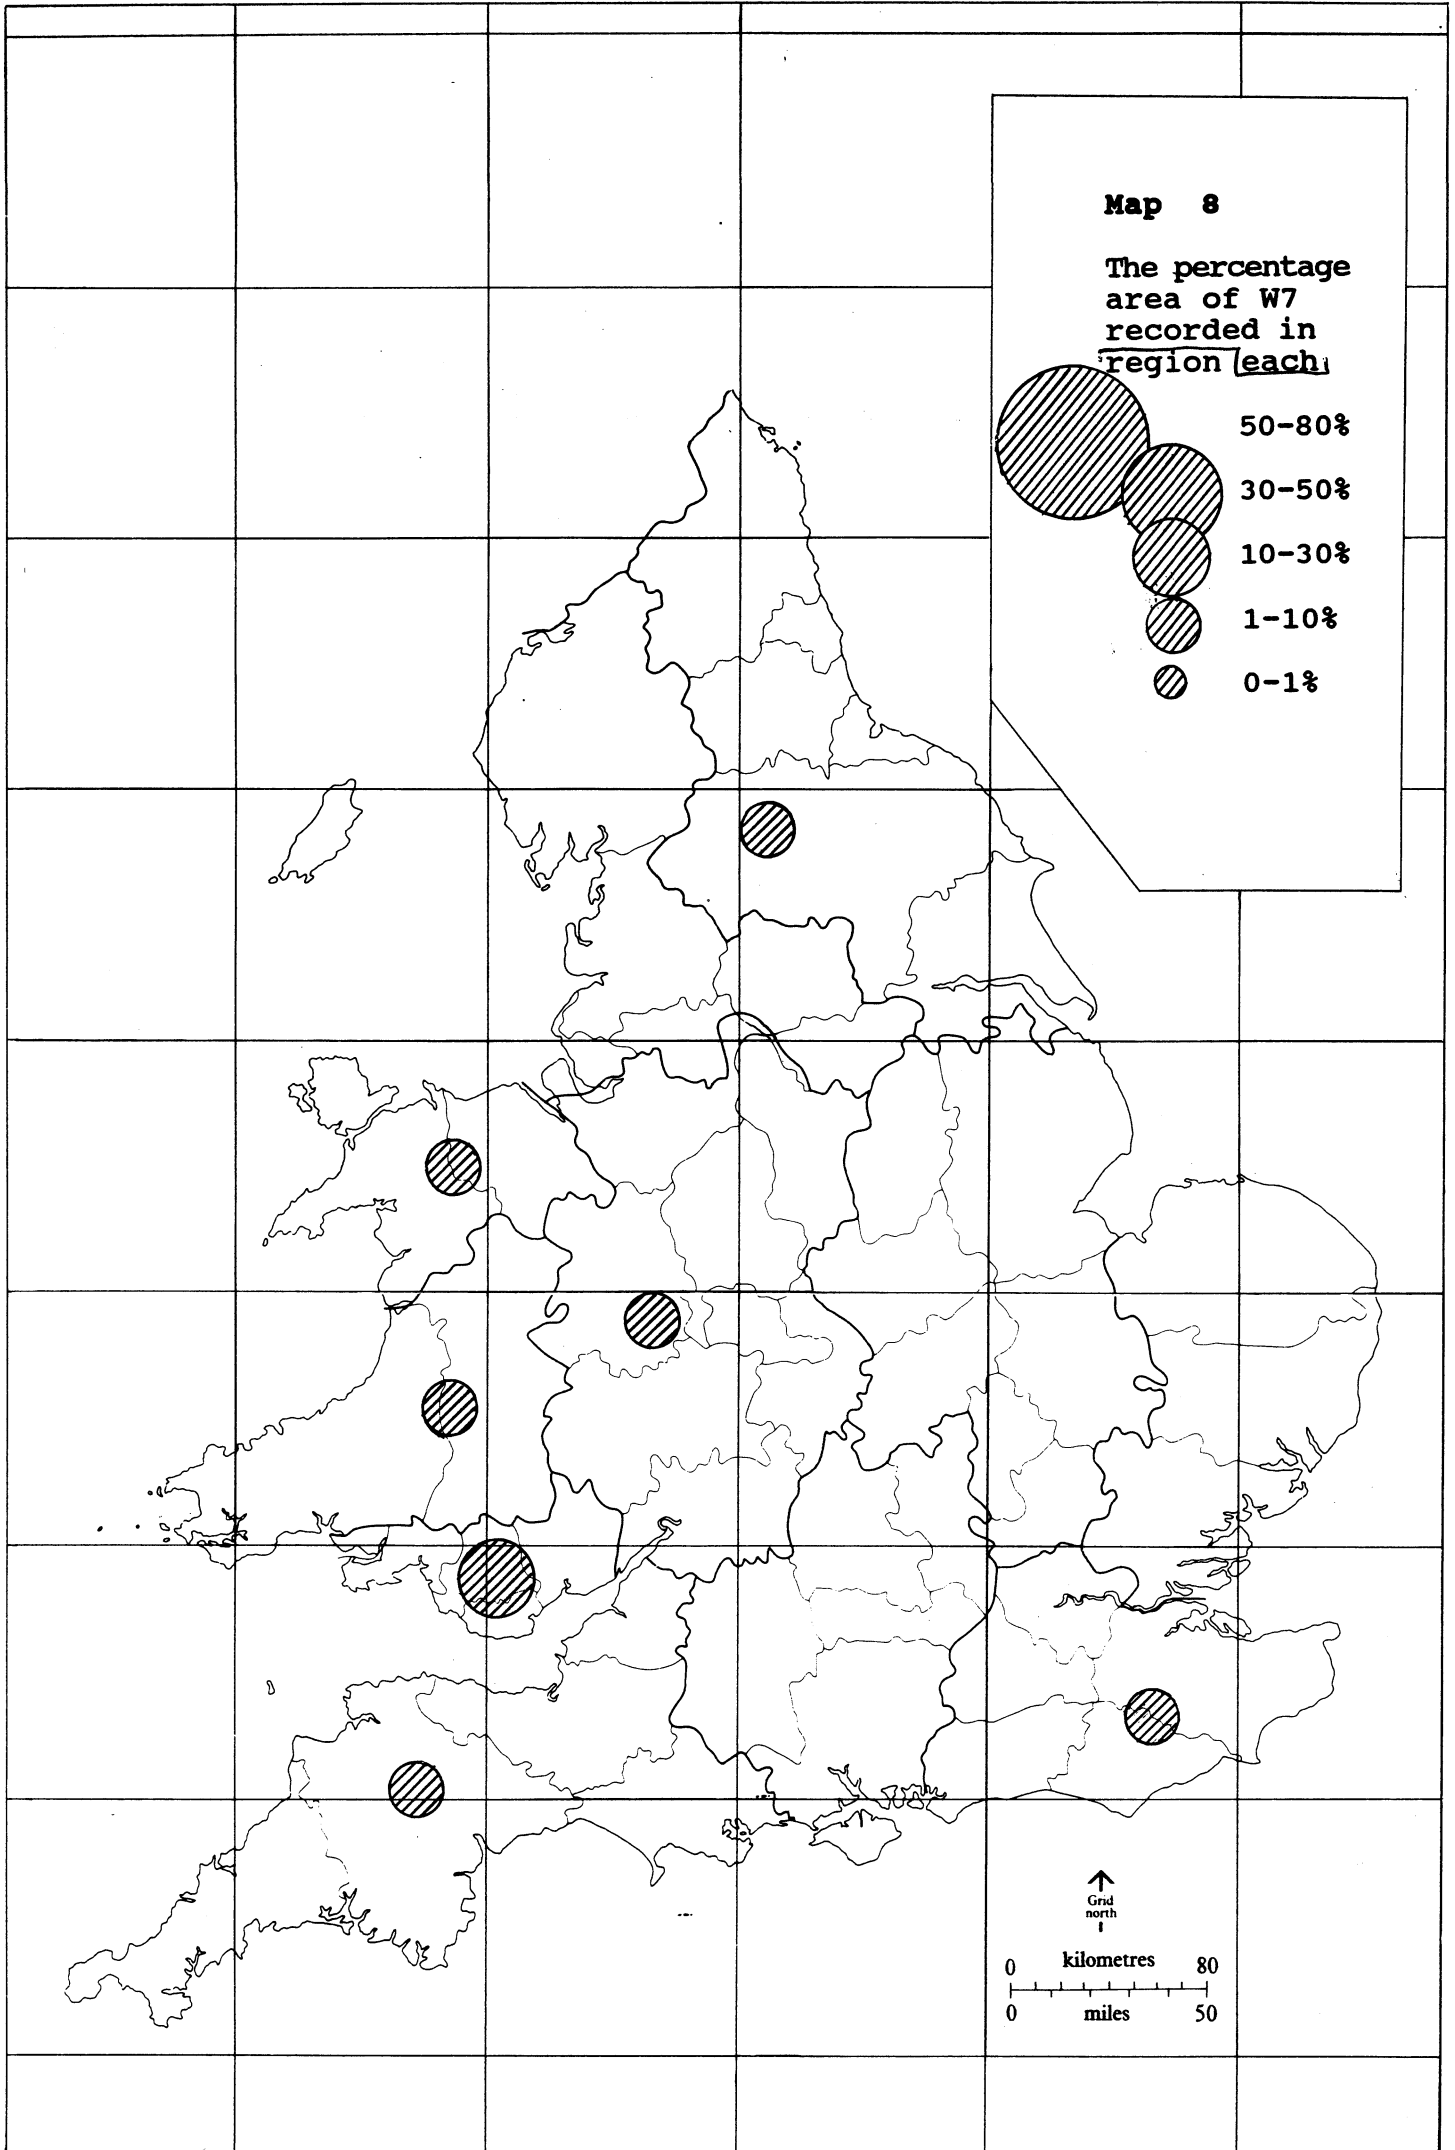 Map 8
The percentage
area of W7
recorded in
region each
50-80%
30-50%
10-30%
1-10%
0-1%
Grid
north
0 kilometres 80
0 miles 50